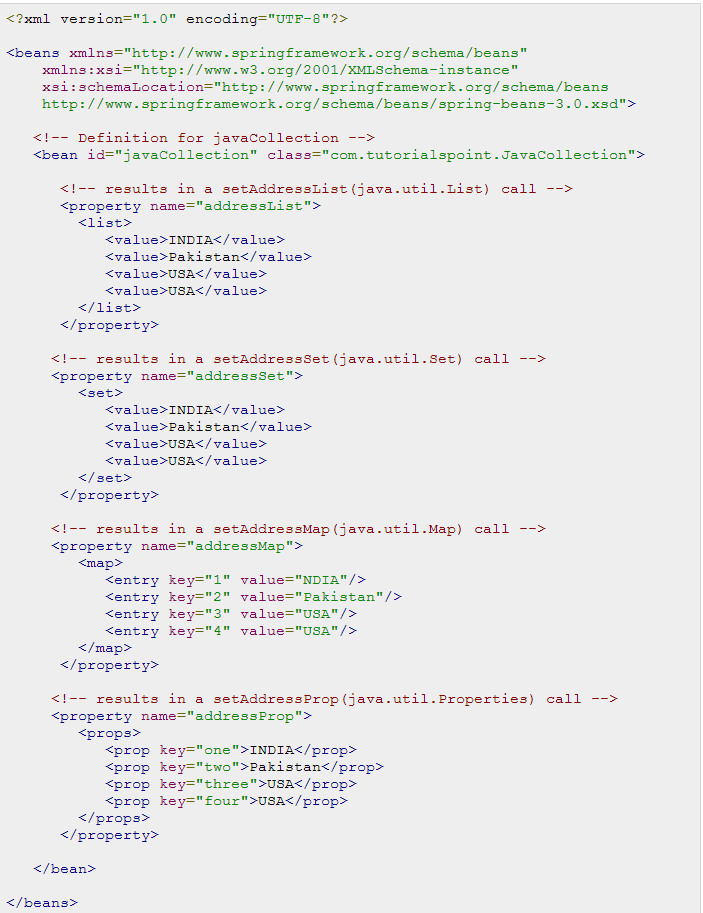 <?xml version="1.0" encoding="UTF-8"?>

<beans xmlns="http://www.springframework.org/schema/beans"
    xmlns:xsi="http://www.w3.org/2001/XMLSchema-instance"
    xsi:schemaLocation="http://www.springframework.org/schema/beans
    http://www.springframework.org/schema/beans/spring-beans-3.0.xsd">

   <!-- Definition for javaCollection -->
   <bean id="javaCollection" class="com.tutorialspoint.JavaCollection">

      <!-- results in a setAddressList(java.util.List) call -->
      <property name="addressList">
        <list>
           <value>INDIA</value>
           <value>Pakistan</value>
           <value>USA</value>
           <value>USA</value>
        </list>
      </property>

     <!-- results in a setAddressSet(java.util.Set) call -->
     <property name="addressSet">
        <set>
           <value>INDIA</value>
           <value>Pakistan</value>
           <value>USA</value>
           <value>USA</value>
        </set>
      </property>

     <!-- results in a setAddressMap(java.util.Map) call -->
     <property name="addressMap">
        <map>
           <entry key="1" value="NDIA"/>
           <entry key="2" value="Pakistan"/>
           <entry key="3" value="USA"/>
           <entry key="4" value="USA"/>
        </map>
      </property>

     <!-- results in a setAddressProp(java.util.Properties) call -->
     <property name="addressProp">
        <props>
           <prop key="one">INDIA</prop>
           <prop key="two">Pakistan</prop>
           <prop key="three">USA</prop>
           <prop key="four">USA</prop>
        </props>
      </property>

   </bean>

</beans>